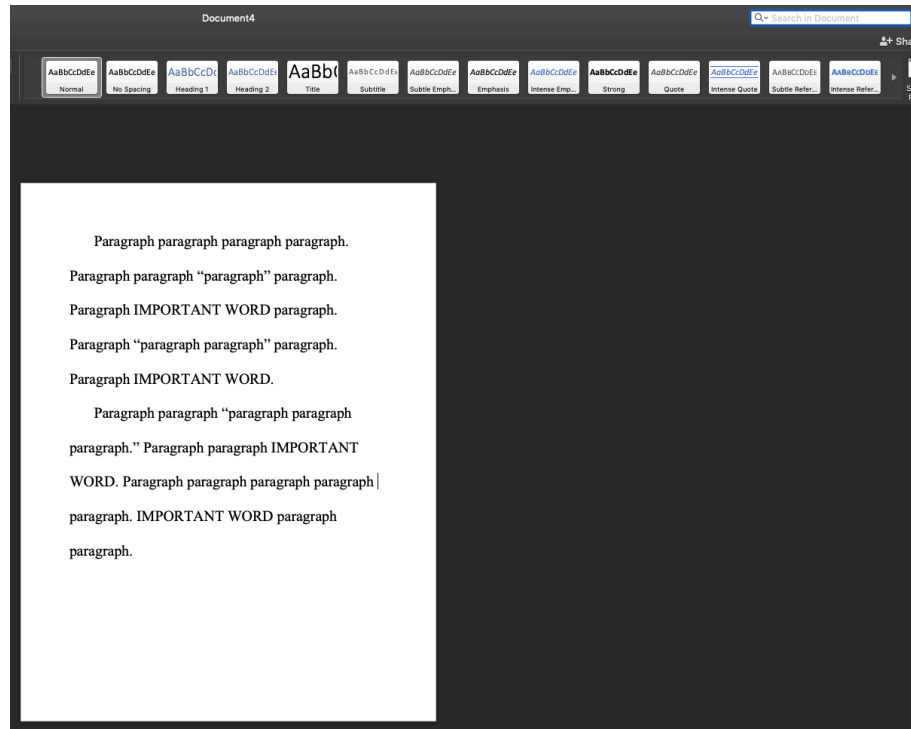 Document4
Search in Document
Sha
AaBbCcDdEe AaBbCcDdEe AaBbCcDc AaBbCcDdEe AaBb( AaBbCcDdEe AaBbCcDdEe AaBbCcDdEe AaBbCcDdEe AaBbCcDdEe AaBbCcDdEe AaBbCcDdEe AaBbCcDdEe AaBbCcDdEe
Normal No Spacing Heading 1 Heading 2 Title Subtitle Subtle Emph... Emphasis Intense Emp... Strong Quote Intense Quote Subtle Refer... Intense Refer...
Paragraph paragraph paragraph paragraph.
Paragraph paragraph “paragraph” paragraph.
Paragraph IMPORTANT WORD paragraph.
Paragraph “paragraph paragraph” paragraph.
Paragraph IMPORTANT WORD.
Paragraph paragraph “paragraph paragraph
paragraph.” Paragraph paragraph IMPORTANT
WORD. Paragraph paragraph paragraph paragraph
paragraph. IMPORTANT WORD paragraph
paragraph.